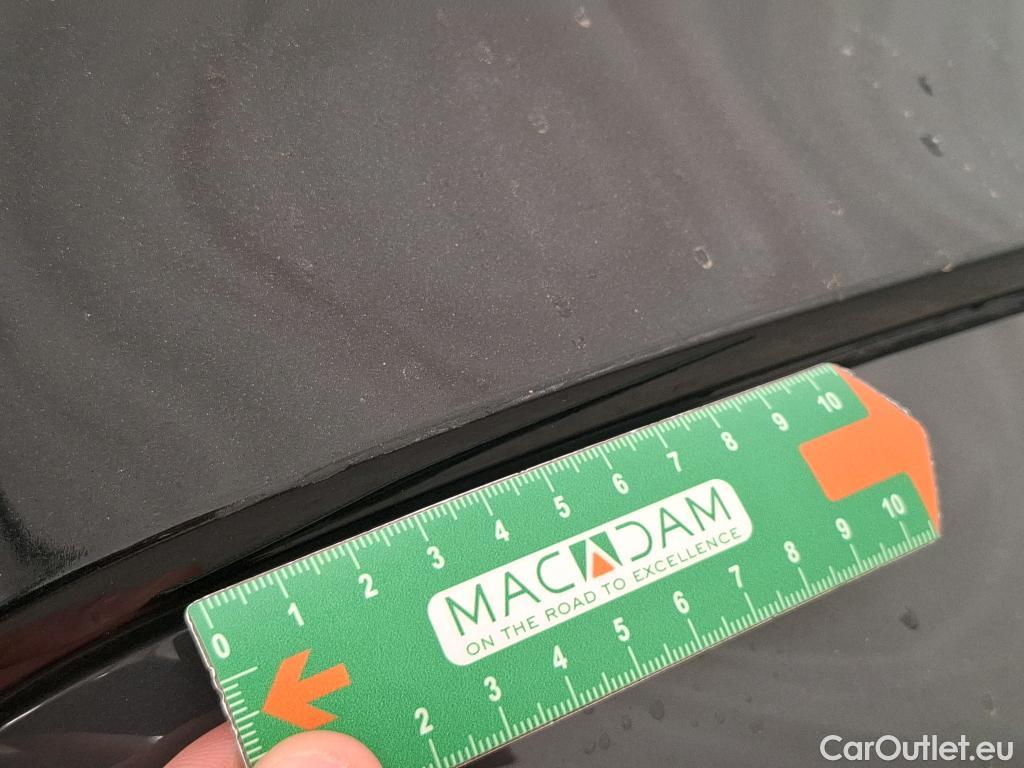 0 1 2 3 4 5 6 7 8 9 10
MACADAM
ON THE ROAD TO EXCELLENCE
2 3 4 5 6 7 8 9 10
CarOutlet.eu